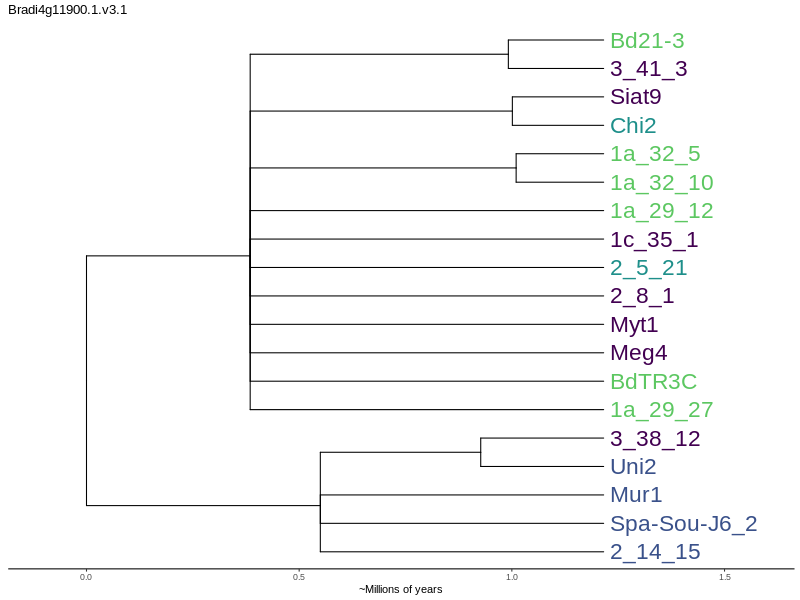 Bradi4g11900.1.v3.1
Bd21-3
3_41_3
Siat9
Chi2
1a_32_5
1a_32_10
1a_29_12
1c_35_1
2_5_21
2_8_1
Myt1
Meg4
BdTR3C
1a_29_27
3_38_12
Uni2
Mur1
Spa-Sou-J6_2
2_14_15
0.0 0.5 1.0 1.5
~Millions of years